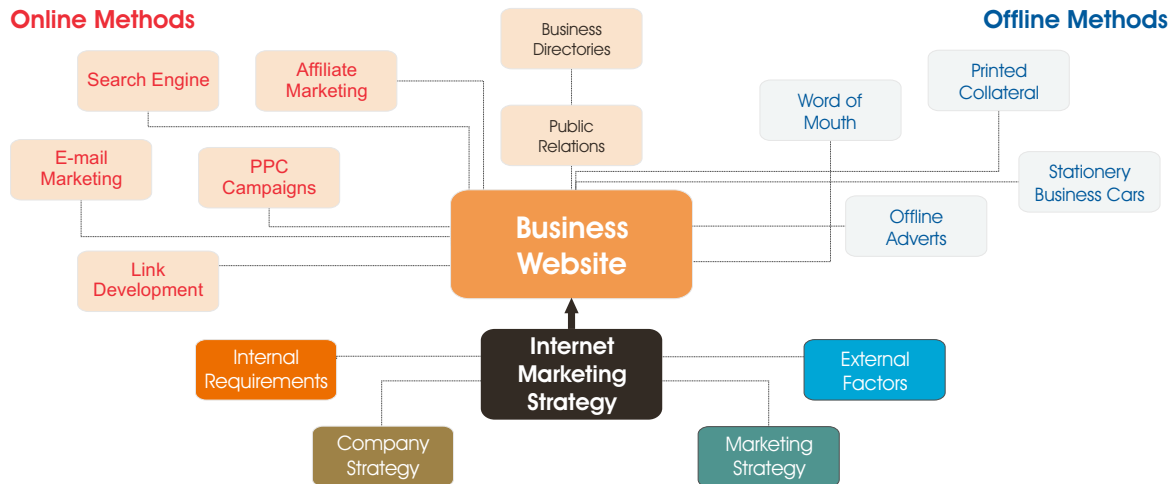 Online Methods
Offline Methods
Business
Directories
Search Engine
Affiliate
Marketing
Printed
Collateral
Word of
Mouth
Public
Relations
E-mail
Marketing
PPC
Campaigns
Stationery
Business Cars
Offline
Adverts
Business
Website
Link
Development
Internal
Requirements
Internet
Marketing
Strategy
External
Factors
Company
Strategy
Marketing
Strategy